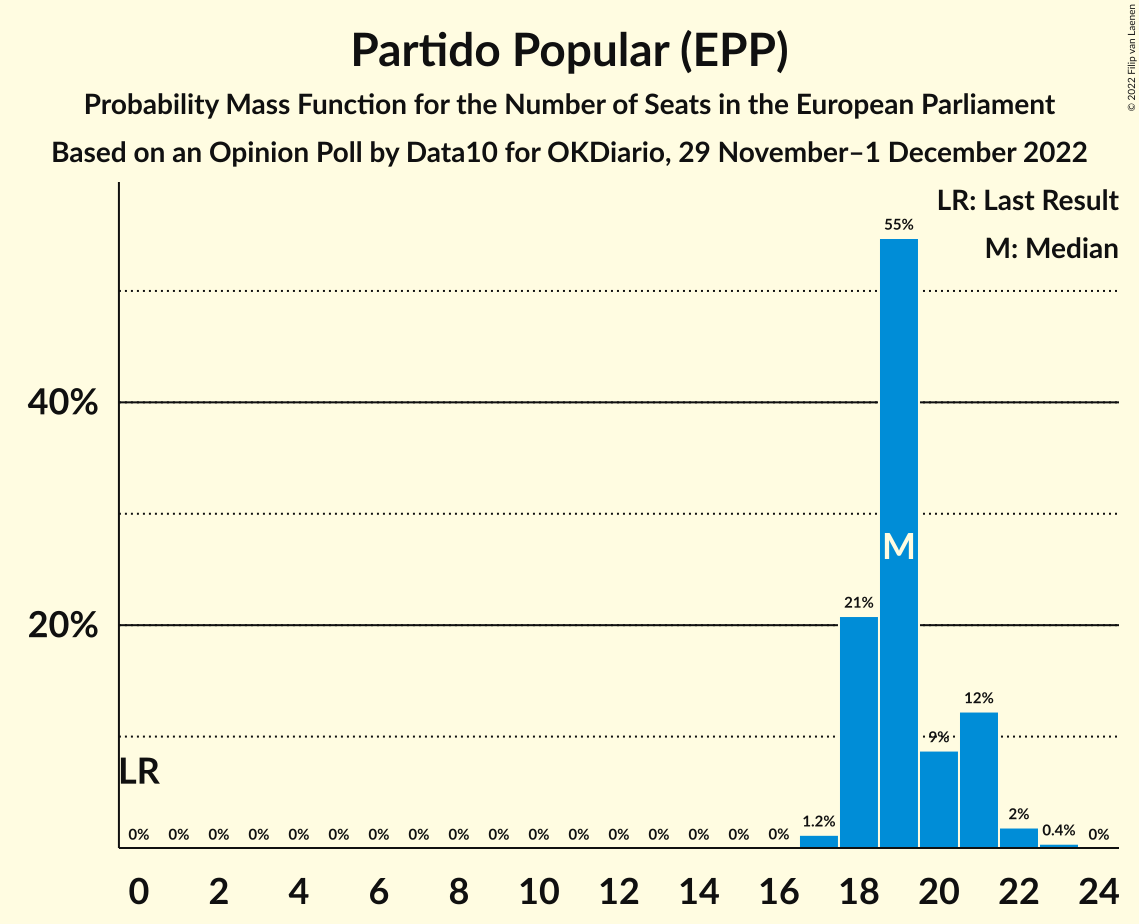 Partido Popular (EPP)
Probability Mass Function for the Number of Seats in the European Parliament
Based on an Opinion Poll by Data10 for OKDiario, 29 November–1 December 2022
© 2022 Filip van Laenen
LR: Last Result
M: Median
55%
40%
M
21%
20%
12%
9%
LR
0% 0% 0% 0% 0% 0% 0% 0% 0% 0% 0% 0% 0% 0% 0% 0% 0% 1.2% 2% 0.4% 0%
0 2 4 6 8 10 12 14 16 18 20 22 24